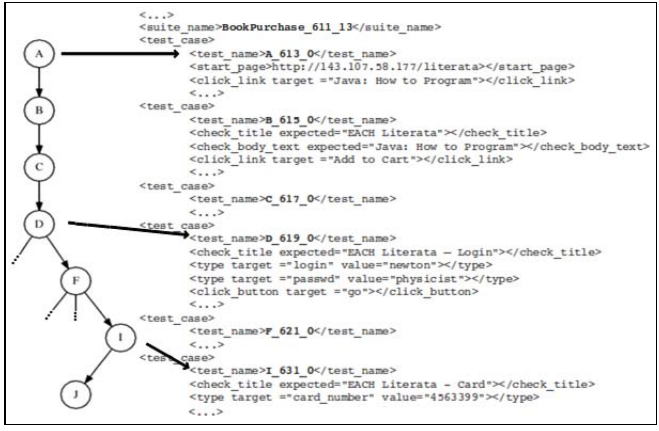 <...>
<suite_name>BookPurchase_611_13</suite_name>
<test_case>
A
<test_name>A_613_0</test_name>
<start_page>http://143.107.58.177/literata></start_page>
<click_link target ="Java: How to Program"></click_link>
<...>
B
<test_case>
<test_name>B_615_0</test_name>
<check_title expected="EACH Literata"></check_title>
<check_body_text expected="Java: How to Program"></check_body_text>
<click_link target ="Add to Cart"></click_link>
<...>
C
<test_case>
<test_name>C_617_0</test_name>
<...>
D
<test_case>
<test_name>D_619_0</test_name>
<check_title expected="EACH Literata – Login"></check_title>
<type target ="login" value="newton"></type>
<type target ="passwd" value="physicist"></type>
<click_button target ="go"></click_button>
<...>
F
<test_case>
<test_name>F_621_0</test_name>
<...>
I
<test_case>
<test_name>I_631_0</test_name>
<check_title expected="EACH Literata - Card"></check_title>
<type target ="card_number" value="4563399"></type>
<...>
J